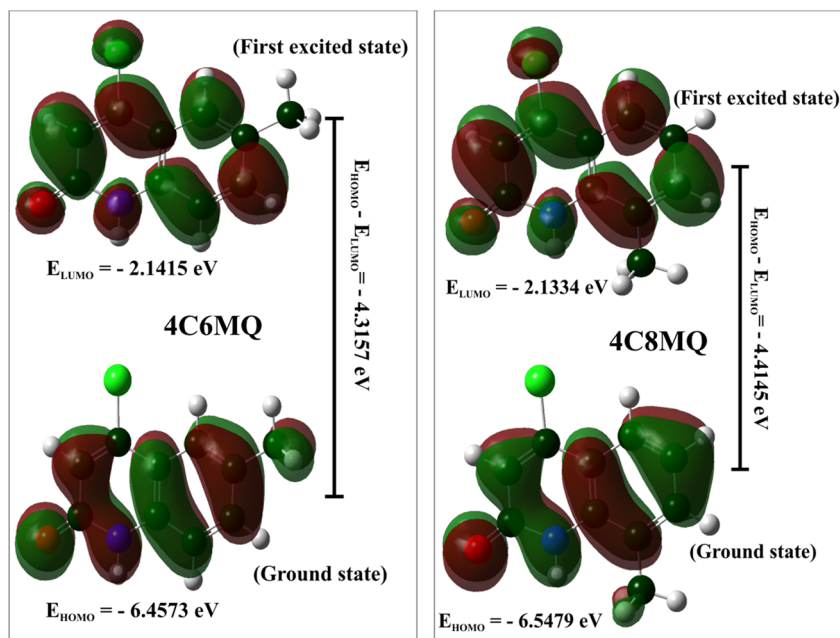 (First excited state)
E_LUMO = - 2.1415 eV
E_HOMO - E_LUMO = - 4.3157 eV
4C6MQ
(Ground state)
E_HOMO = - 6.4573 eV
(First excited state)
E_LUMO = - 2.1334 eV
E_HOMO - E_LUMO = - 4.4145 eV
4C8MQ
(Ground state)
E_HOMO = - 6.5479 eV